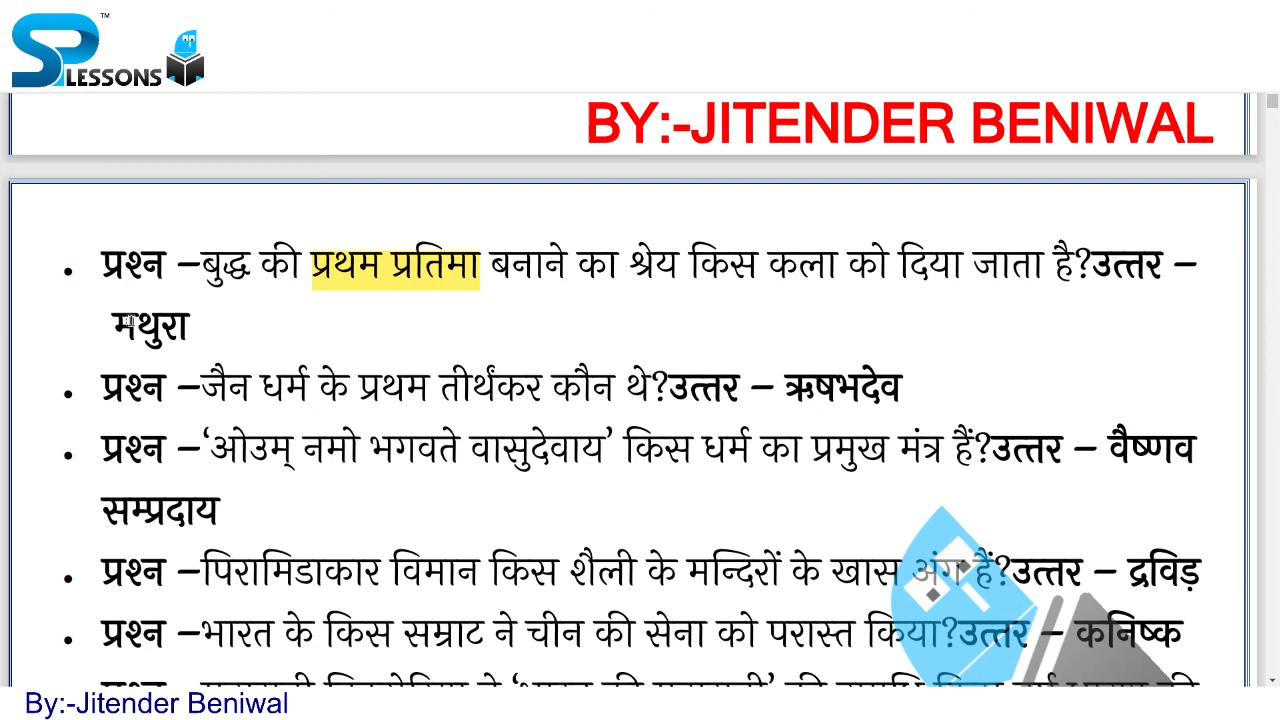 SP LESSONS ™
BY:-JITENDER BENIWAL
• प्रश्न –बुद्ध की प्रथम प्रतिमा बनाने का श्रेय किस कला को दिया जाता है?उत्तर –
मथुरा
• प्रश्न –जैन धर्म के प्रथम तीर्थंकर कौन थे?उत्तर – ऋषभदेव
• प्रश्न –‘ओउम् नमो भगवते वासुदेवाय’ किस धर्म का प्रमुख मंत्र हैं?उत्तर – वैष्णव
सम्प्रदाय
• प्रश्न –पिरामिडाकार विमान किस शैली के मन्दिरों के खास अंग हैं?उत्तर – द्रविड़
• प्रश्न –भारत के किस सम्राट ने चीन की सेना को परास्त किया?उत्तर – कनिष्क
By:-Jitender Beniwal